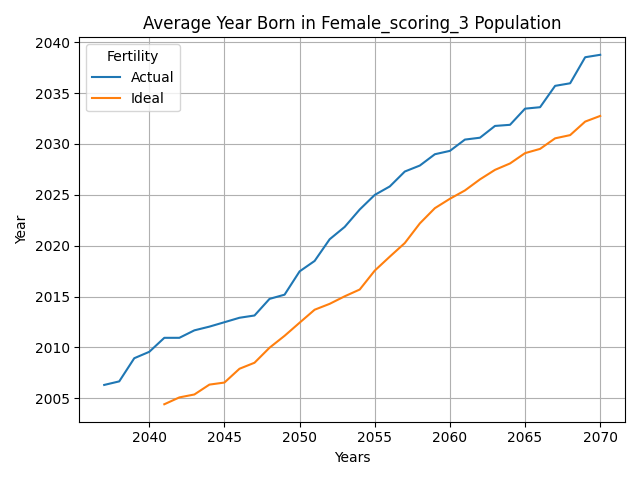 Average Year Born in Female_scoring_3 Population
Fertility
Actual
Ideal
2040
2035
2030
2025
2020
2015
2010
2005
Year
2040 2045 2050 2055 2060 2065 2070
Years